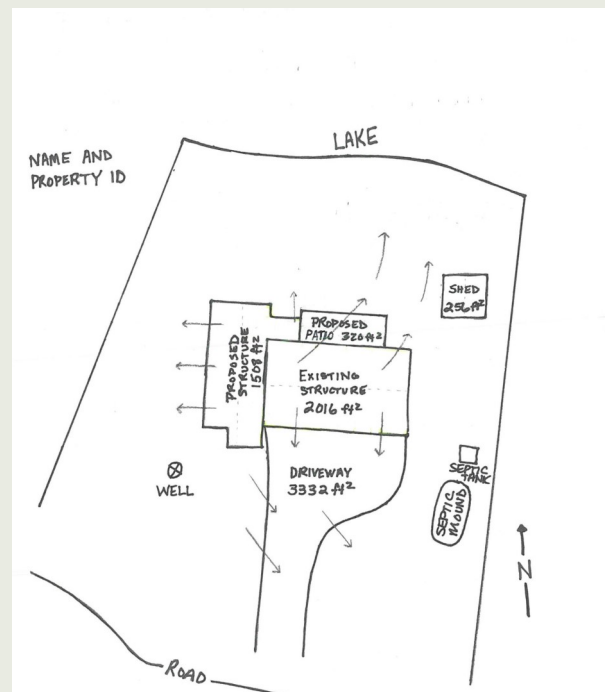 LAKE
NAME AND
PROPERTY ID
SHED
256 ft²
PROPOSED
PATIO 320 ft²
PROPOSED
STRUCTURE
1508 ft²
EXISTING
STRUCTURE
2016 ft²
DRIVEWAY
3332 ft²
WELL
SEPTIC
TANK
SEPTIC
MOUND
N
ROAD